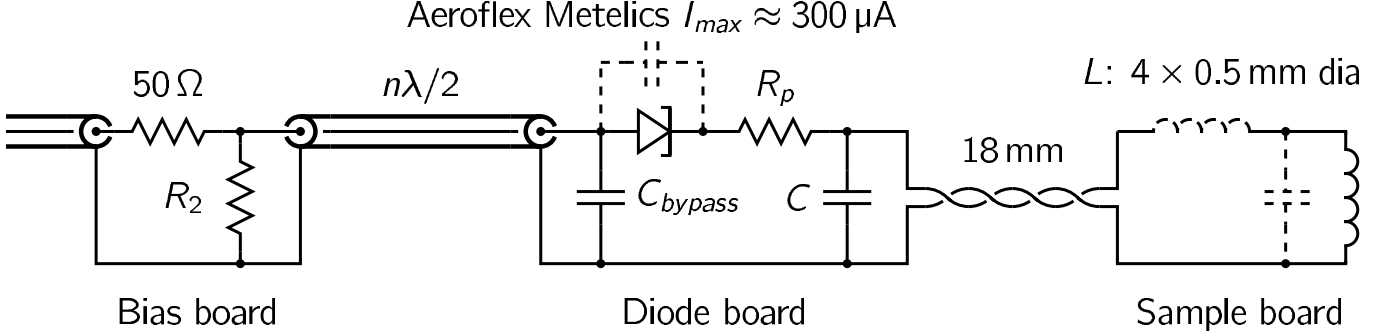 Aeroflex Metelics I_max ≈ 300 µA
50 Ω
nλ/2
R_p
L: 4 × 0.5 mm dia
18 mm
R_2
C_bypass
C
Bias board
Diode board
Sample board